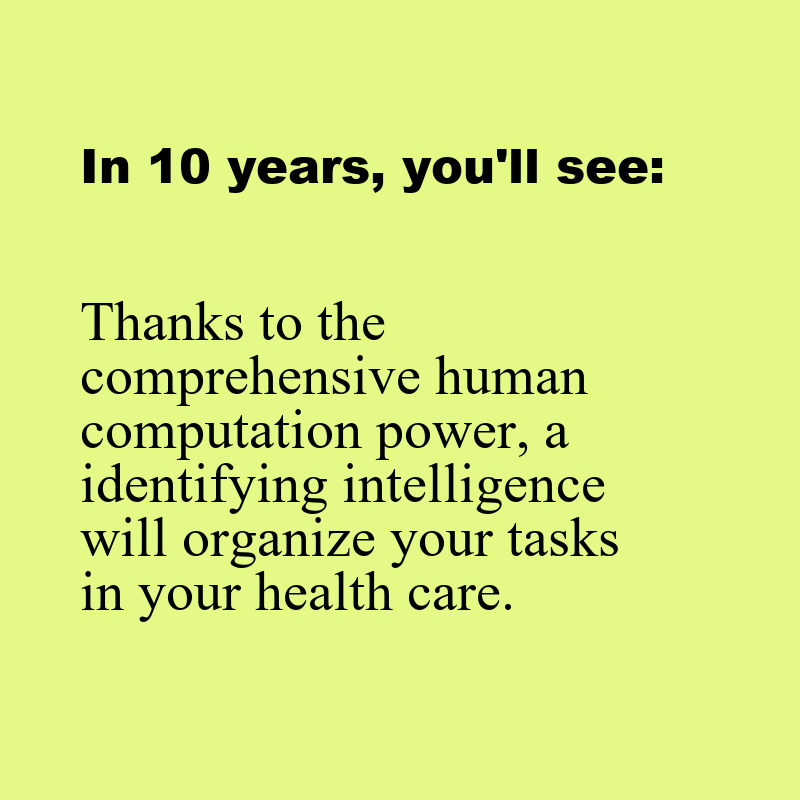 In 10 years, you'll see:
Thanks to the
comprehensive human
computation power, a
identifying intelligence
will organize your tasks
in your health care.